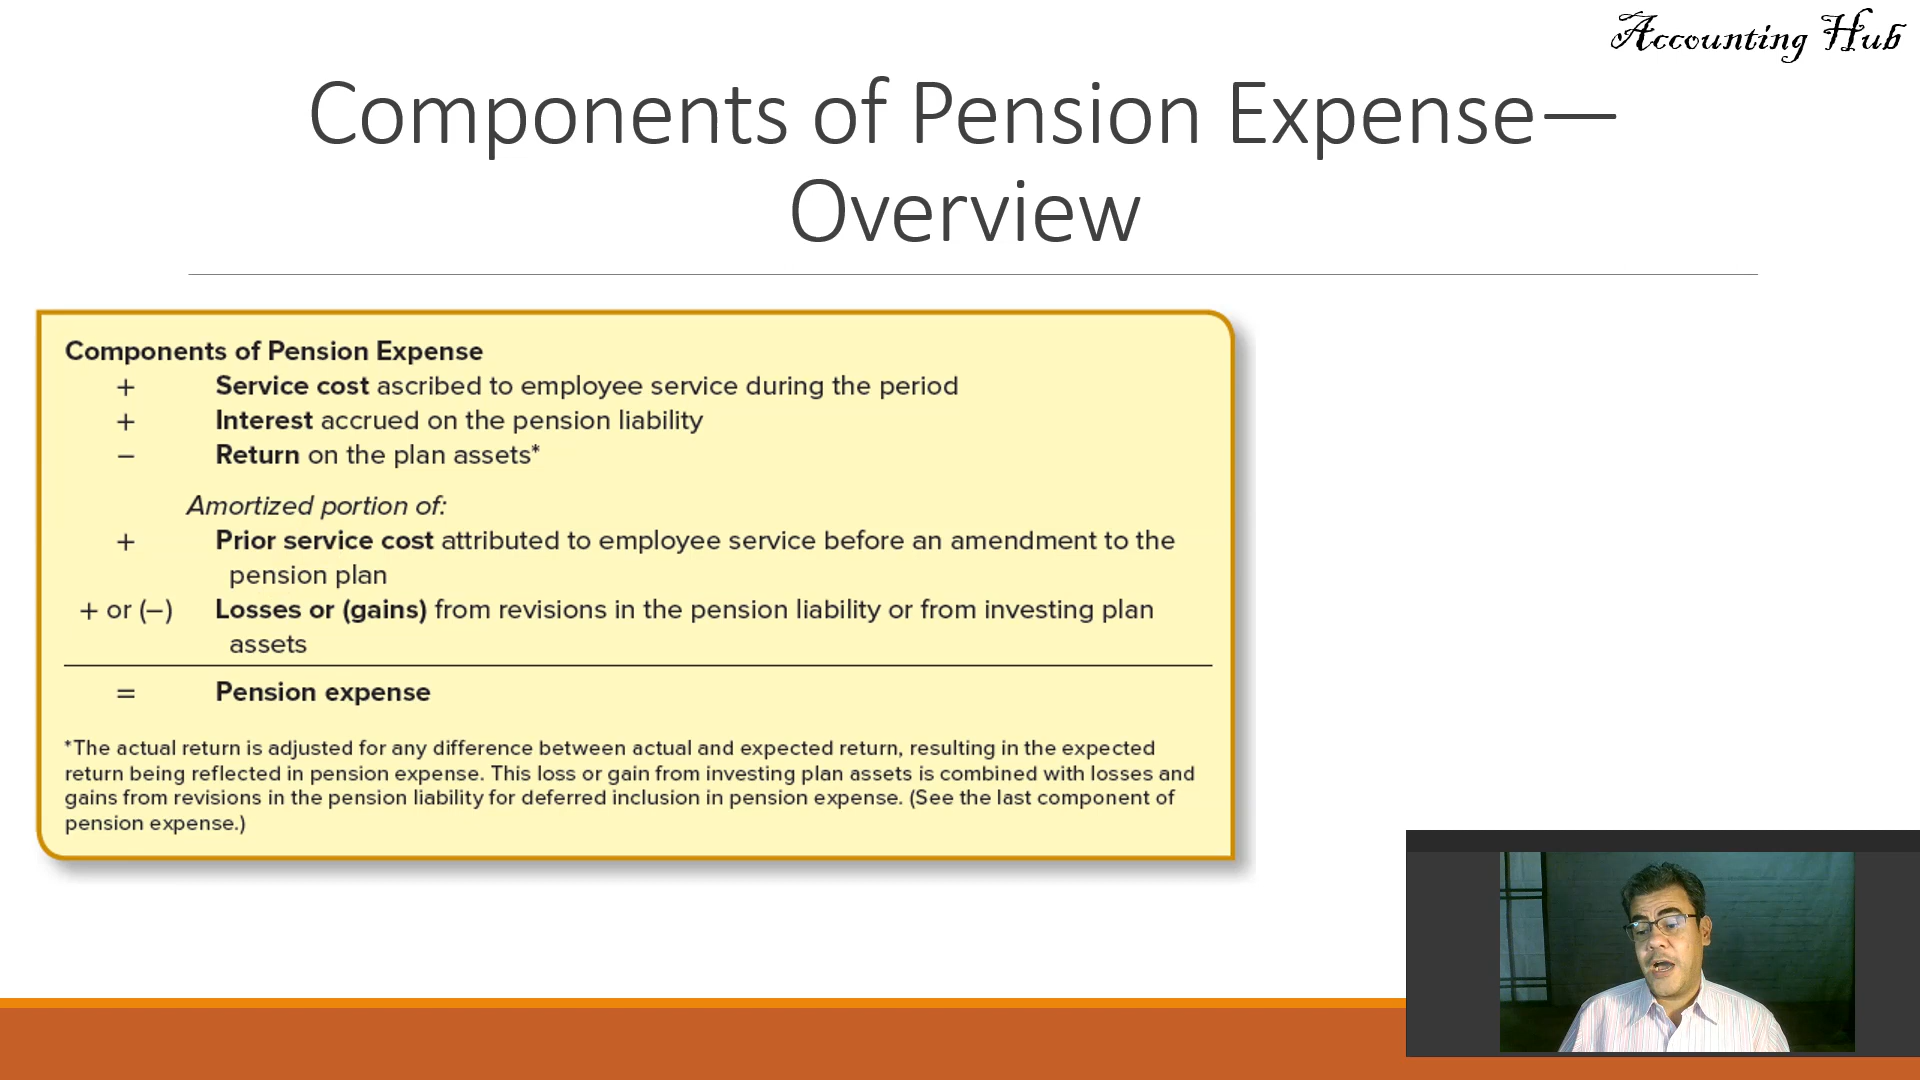 Accounting Hub
Components of Pension Expense—
Overview
Components of Pension Expense
+ Service cost ascribed to employee service during the period
+ Interest accrued on the pension liability
− Return on the plan assets*
Amortized portion of:
+ Prior service cost attributed to employee service before an amendment to the
pension plan
+ or (−) Losses or (gains) from revisions in the pension liability or from investing plan
assets
= Pension expense
*The actual return is adjusted for any difference between actual and expected return, resulting in the expected
return being reflected in pension expense. This loss or gain from investing plan assets is combined with losses and
gains from revisions in the pension liability for deferred inclusion in pension expense. (See the last component of
pension expense.)